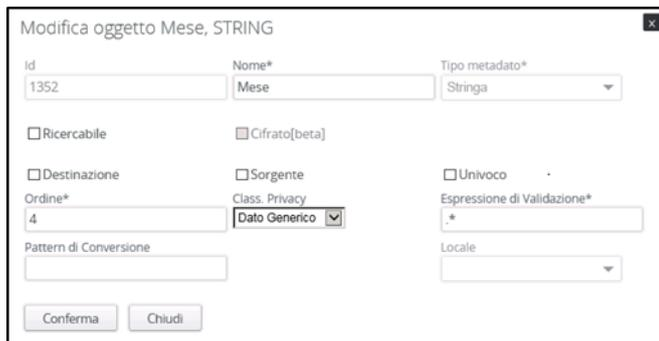 Modifica oggetto Mese, STRING
x
Id Nome* Tipo metadato*
1352 Mese Stringa
Ricercabile Cifrato[beta]
Destinazione Sorgente Univoco
Ordine* Class. Privacy Espressione di Validazione*
4 Dato Generico .*
Pattern di Conversione Locale
Conferma Chiudi